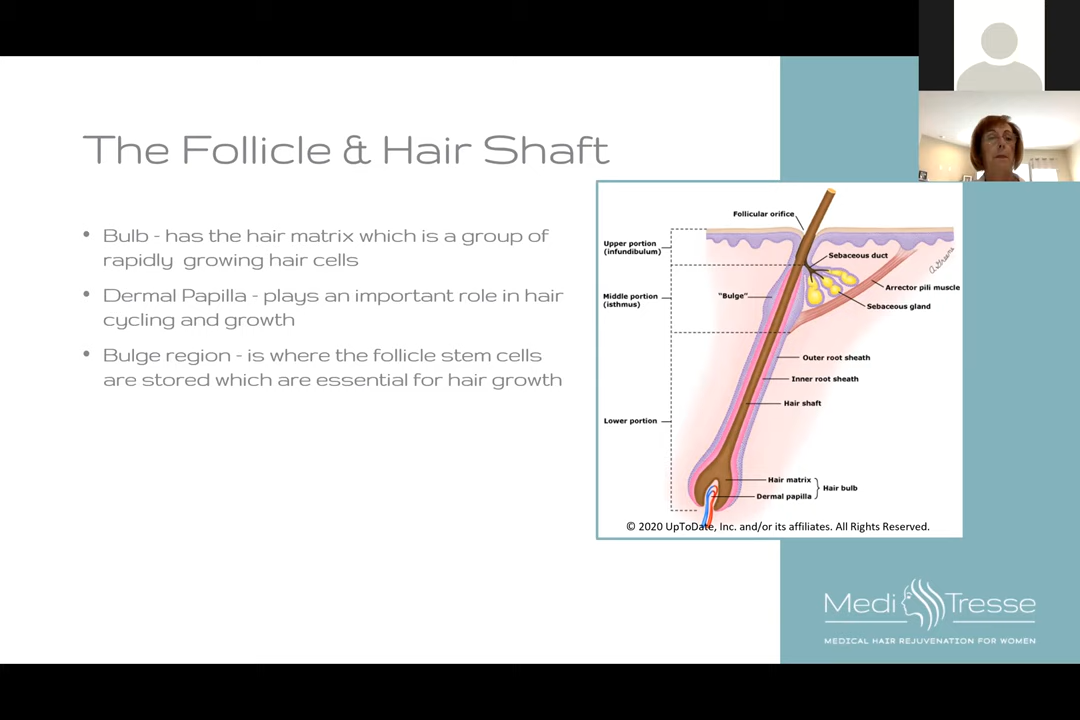 The Follicle & Hair Shaft
• Bulb - has the hair matrix which is a group of
rapidly growing hair cells
• Dermal Papilla - plays an important role in hair
cycling and growth
• Bulge region - is where the follicle stem cells
are stored which are essential for hair growth
Follicular orifice
Upper portion
(infundibulum)
Sebaceous duct
Arrector pili muscle
Middle portion
(isthmus)
"Bulge"
Sebaceous gland
Outer root sheath
Inner root sheath
Hair shaft
Lower portion
Hair matrix
Hair bulb
Dermal papilla
© 2020 UpToDate, Inc. and/or its affiliates. All Rights Reserved.
Medi Tresse
MEDICAL HAIR REJUVENATION FOR WOMEN